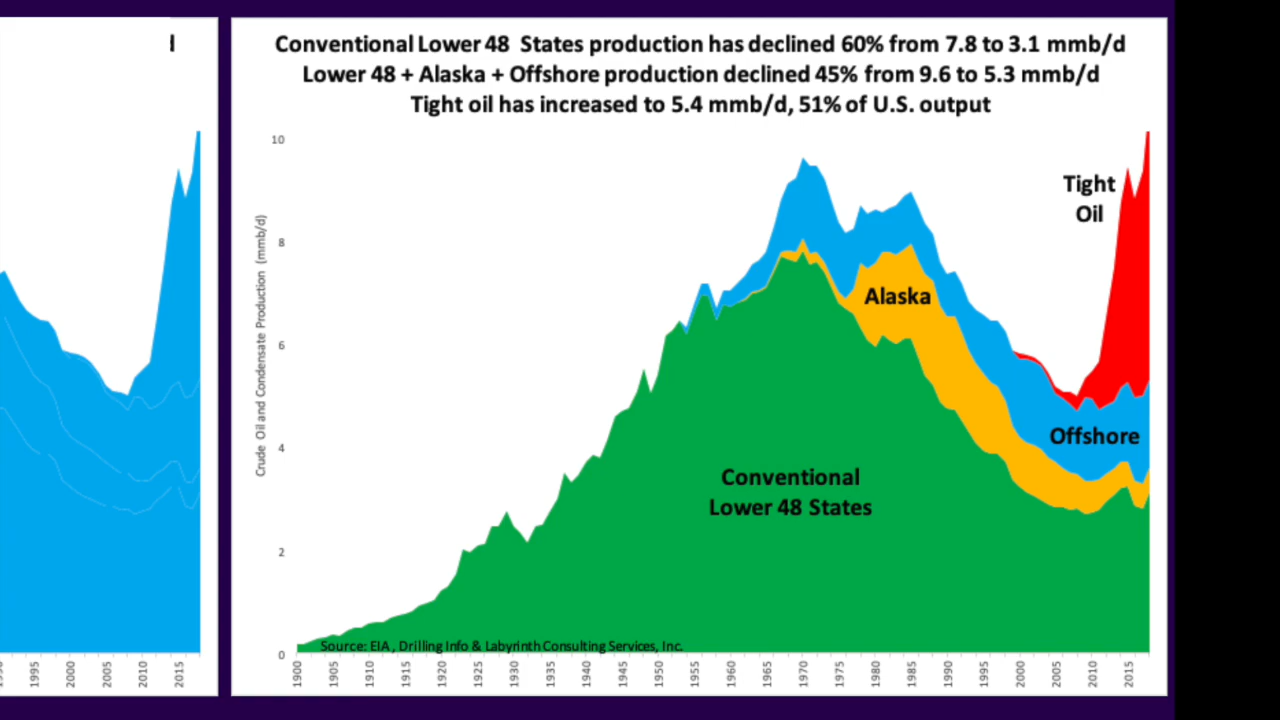 Conventional Lower 48 States production has declined 60% from 7.8 to 3.1 mmb/d
Lower 48 + Alaska + Offshore production declined 45% from 9.6 to 5.3 mmb/d
Tight oil has increased to 5.4 mmb/d, 51% of U.S. output
10
8
6
4
2
0
Crude Oil and Condensate Production (mmb/d)
Tight
Oil
Alaska
Offshore
Conventional
Lower 48 States
Source: EIA, Drilling Info & Labyrinth Consulting Services, Inc.
1995 2000 2005 2010 2015
1900 1905 1910 1915 1920 1925 1930 1935 1940 1945 1950 1955 1960 1965 1970 1975 1980 1985 1990 1995 2000 2005 2010 2015